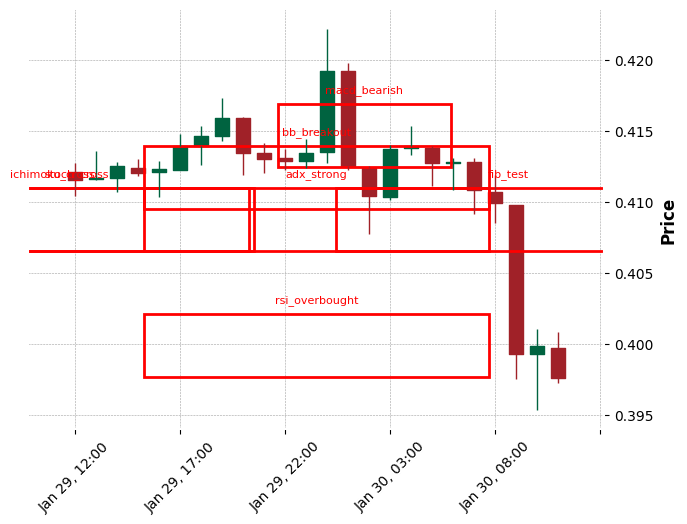 0.420
macd_bearish
0.415
bb_breakout
adx_strong
fib_test
0.410
Price
0.405
rsi_overbought
0.400
0.395
Jan 29, 12:00
Jan 29, 17:00
Jan 29, 22:00
Jan 30, 03:00
Jan 30, 08:00